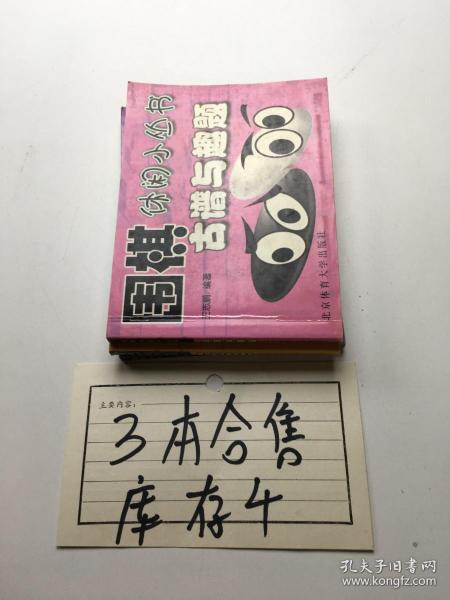 围棋
休闲小丛书
古谱与趣题
编著
北京体育大学出版社
主要内容：
3本合售
库存4
孔夫子旧书网
www.kongfz.com